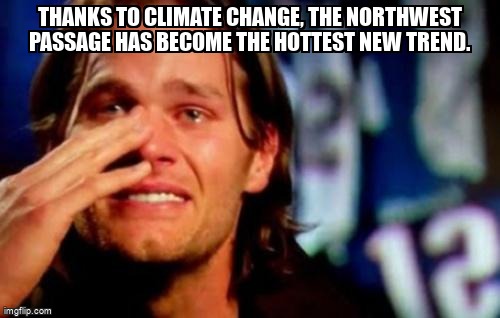 THANKS TO CLIMATE CHANGE, THE NORTHWEST
PASSAGE HAS BECOME THE HOTTEST NEW TREND.
12
imgflip.com